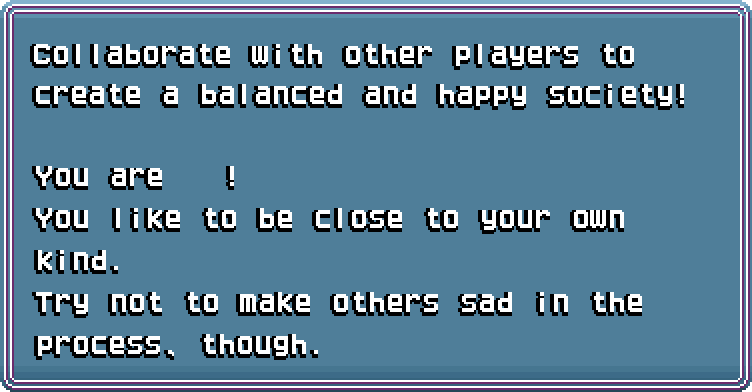 Collaborate with other players to
create a balanced and happy society!
You are !
You like to be close to your own
kind.
Try not to make others sad in the
process, though.